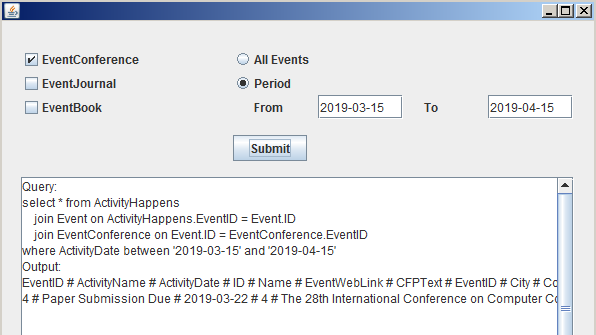 EventConference
All Events
EventJournal
Period
EventBook
From
2019-03-15
To
2019-04-15
Submit
Query:
select * from ActivityHappens
join Event on ActivityHappens.EventID = Event.ID
join EventConference on Event.ID = EventConference.EventID
where ActivityDate between '2019-03-15' and '2019-04-15'
Output:
EventID # ActivityName # ActivityDate # ID # Name # EventWebLink # CFPText # EventID # City # Co
4 # Paper Submission Due # 2019-03-22 # 4 # The 28th International Conference on Computer Co